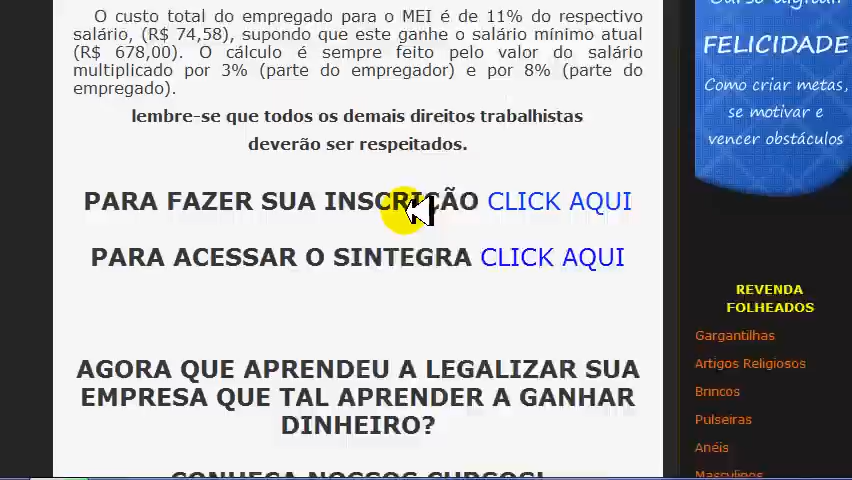 O custo total do empregado para o MEI é de 11% do respectivo
salário, (R$ 74,58), supondo que este ganhe o salário mínimo atual
(R$ 678,00). O cálculo é sempre feito pelo valor do salário
multiplicado por 3% (parte do empregador) e por 8% (parte do
empregado).
lembre-se que todos os demais direitos trabalhistas
deverão ser respeitados.
PARA FAZER SUA INSCRIÇÃO CLICK AQUI
PARA ACESSAR O SINTEGRA CLICK AQUI
AGORA QUE APRENDEU A LEGALIZAR SUA
EMPRESA QUE TAL APRENDER A GANHAR
DINHEIRO?
CONHEÇA NOSSOS CURSOS!
FELICIDADE
Como criar metas,
se motivar e
vencer obstáculos
REVENDA
FOLHEADOS
Gargantilhas
Artigos Religiosos
Brincos
Pulseiras
Anéis
Masculinos